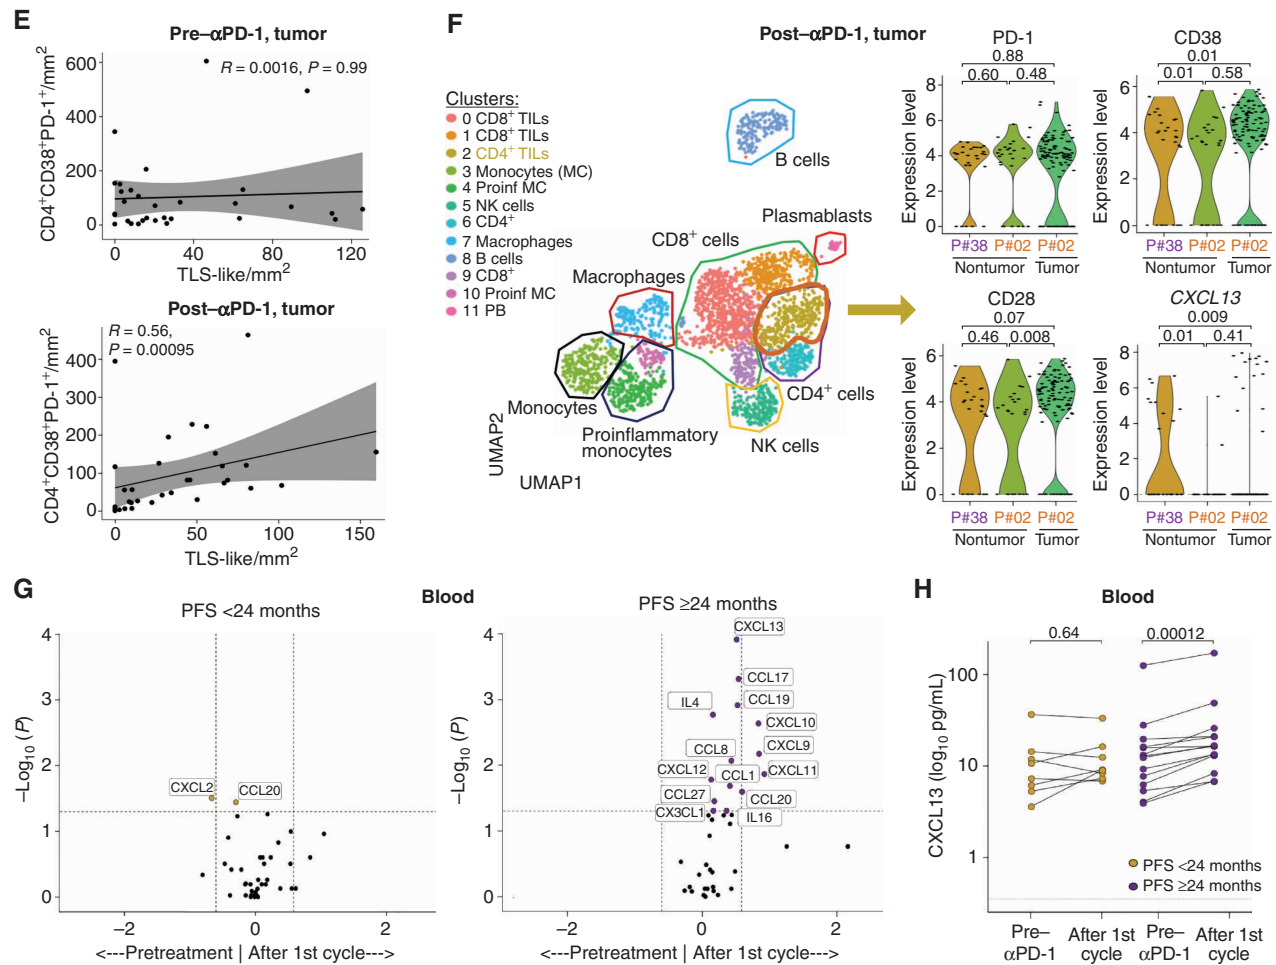 E
Pre–αPD-1, tumor
CD4+CD38+PD-1+/mm2
600
400
200
0
R = 0.0016, P = 0.99
0
40
80
120
TLS-like/mm2
Post–αPD-1, tumor
CD4+CD38+PD-1+/mm2
400
300
200
100
0
R = 0.56,
P = 0.00095
0
50
100
150
TLS-like/mm2
F
Post–αPD-1, tumor
Clusters:
0 CD8+ TILs
1 CD8+ TILs
2 CD4+ TILs
3 Monocytes (MC)
4 Proinf MC
5 NK cells
6 CD4+
7 Macrophages
8 B cells
9 CD8+
10 Proinf MC
11 PB
B cells
Plasmablasts
CD8+ cells
Macrophages
Monocytes
Proinflammatory
monocytes
CD4+ cells
NK cells
UMAP2
UMAP1
PD-1
0.88
0.60
0.48
Expression level
8
6
4
2
0
P#38 P#02 P#02
Nontumor Tumor
CD38
0.01
0.01
0.58
Expression level
6
4
2
0
P#38 P#02 P#02
Nontumor Tumor
CD28
0.07
0.46
0.008
Expression level
6
4
2
0
P#38 P#02 P#02
Nontumor Tumor
CXCL13
0.009
0.01
0.41
Expression level
8
6
4
2
0
P#38 P#02 P#02
Nontumor Tumor
G
Blood
PFS <24 months
–Log10 (P)
4
3
2
1
0
CXCL2
CCL20
−2
0
2
<---Pretreatment | After 1st cycle--->
PFS ≥24 months
–Log10 (P)
4
3
2
1
0
CXCL13
CCL17
IL4
CCL19
CXCL10
CCL8
CXCL9
CXCL12
CCL1
CXCL11
CCL27
CCL20
CX3CL1
IL16
−2
0
2
<---Pretreatment | After 1st cycle--->
H
Blood
0.64
0.00012
CXCL13 (log10 pg/mL)
100
10
1
PFS <24 months
PFS ≥24 months
Pre–
αPD-1
After 1st
cycle
Pre–
αPD-1
After 1st
cycle